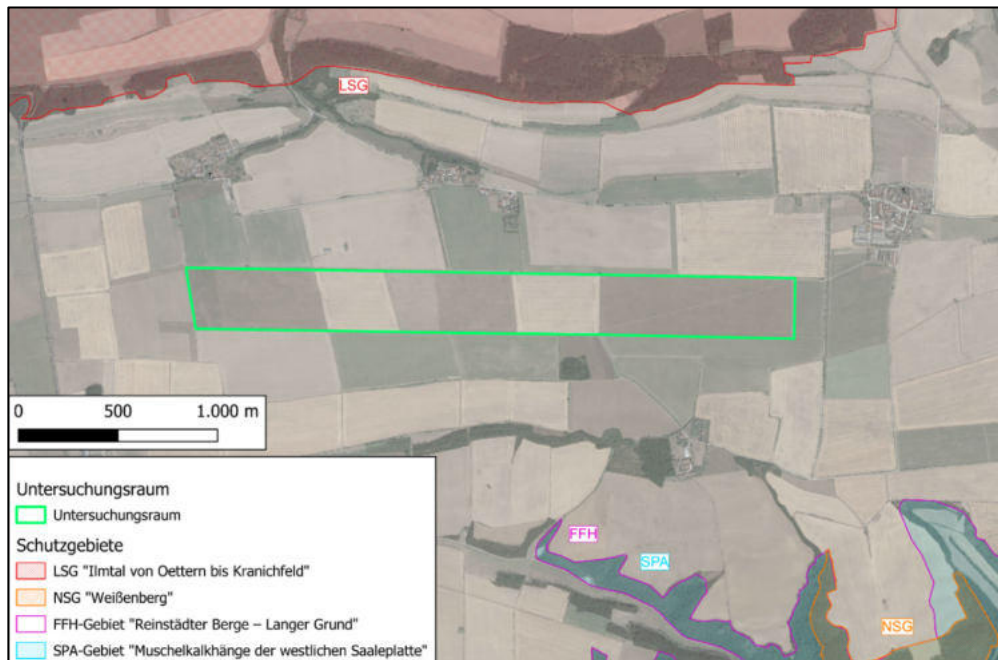 LSG
0 500 1.000 m
FFH
SPA
NSG
Untersuchungsraum
Untersuchungsraum
Schutzgebiete
LSG "Ilmtal von Oettern bis Kranichfeld"
NSG "Weißenberg"
FFH-Gebiet "Reinstädter Berge – Langer Grund"
SPA-Gebiet "Muschelkalkhänge der westlichen Saaleplatte"